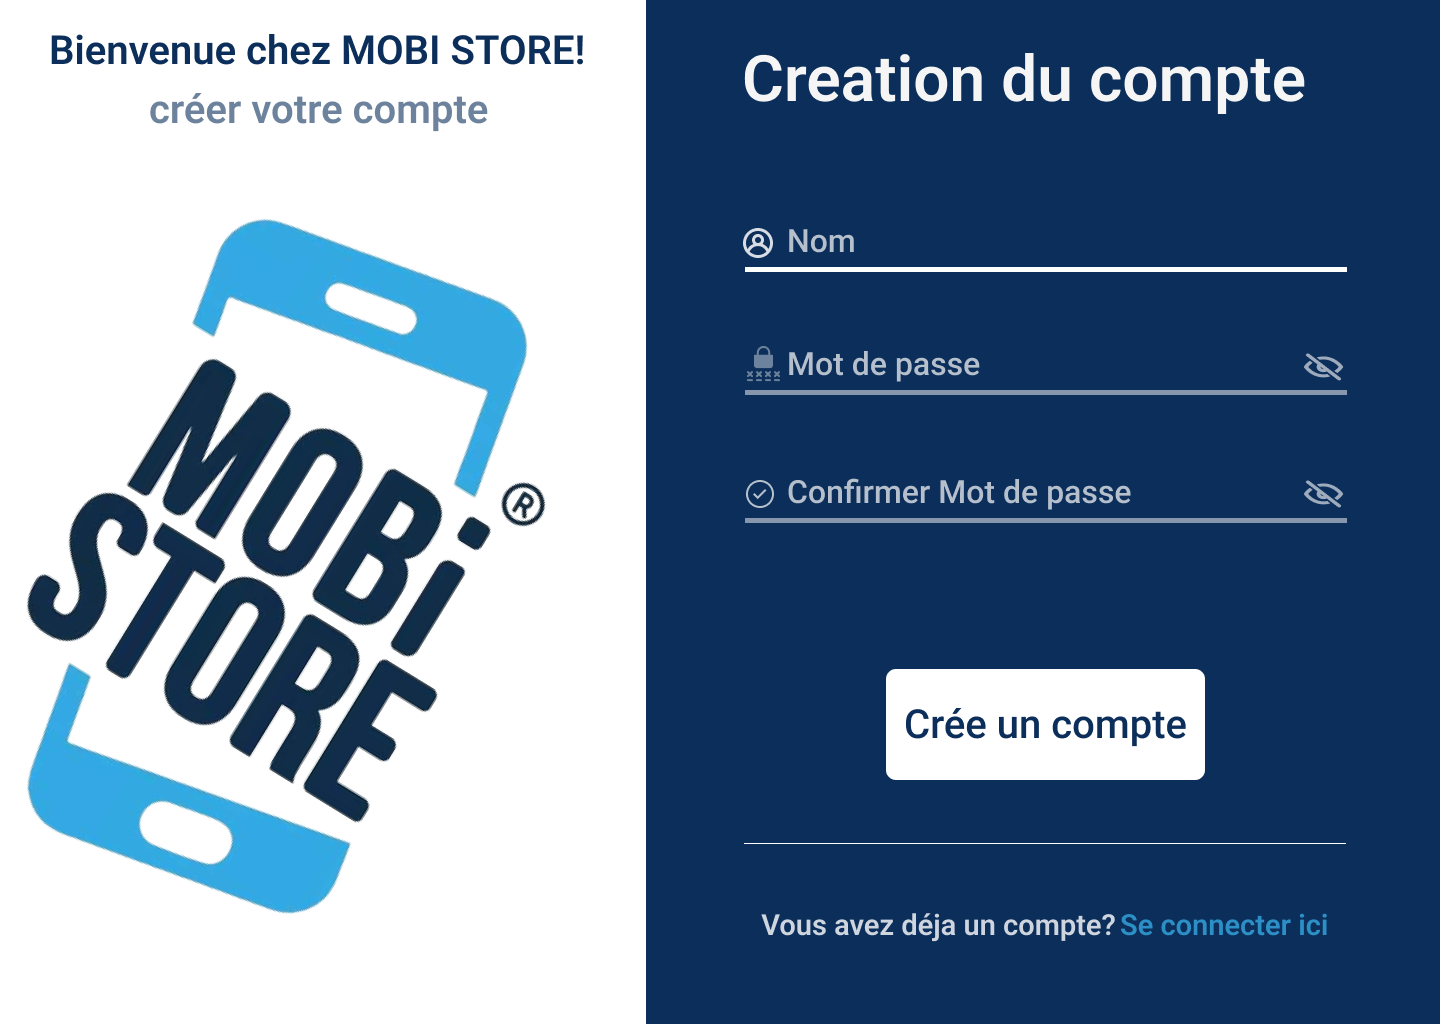 Bienvenue chez MOBI STORE!
créer votre compte
MOBi
STORE
®
Creation du compte
Nom
Mot de passe
Confirmer Mot de passe
Crée un compte
Vous avez déja un compte? Se connecter ici